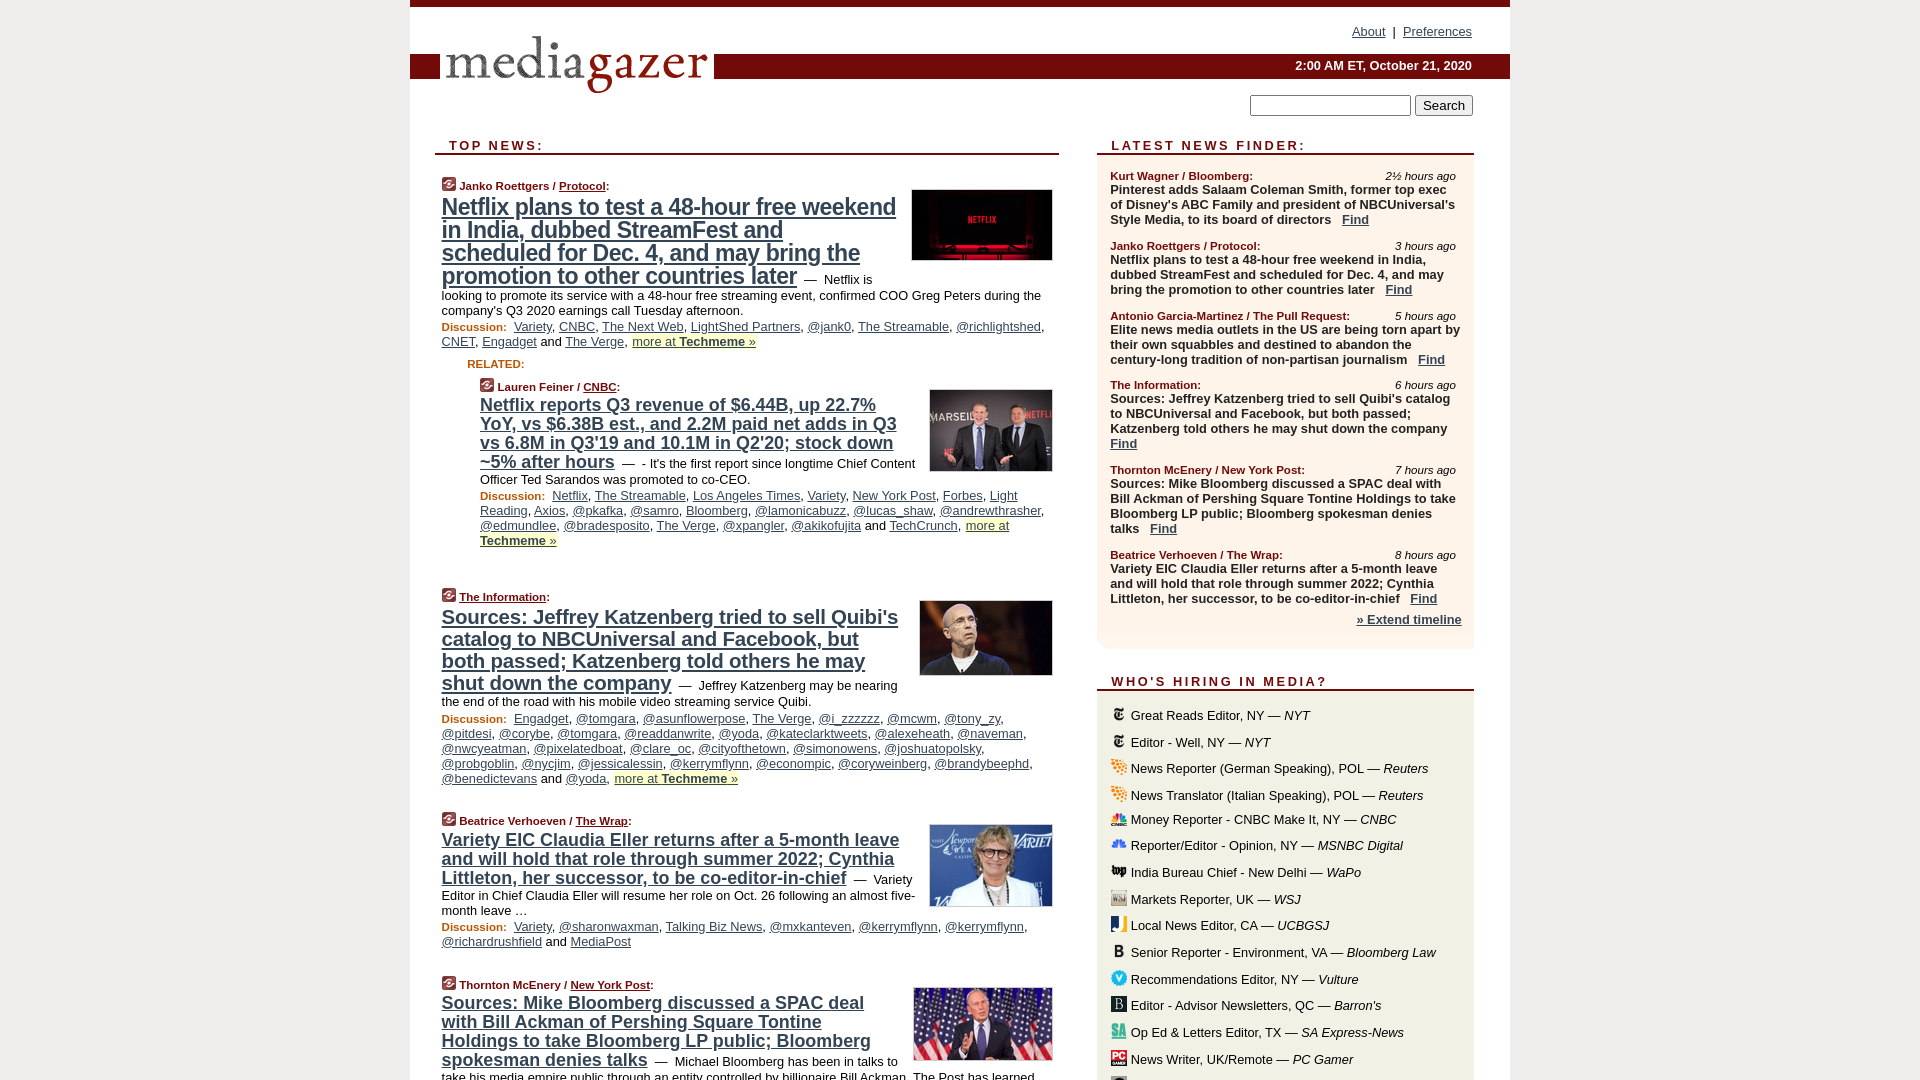 About | Preferences
mediagazer
2:00 AM ET, October 21, 2020
Search
TOP NEWS:
Janko Roettgers / Protocol:
Netflix plans to test a 48-hour free weekend
in India, dubbed StreamFest and
scheduled for Dec. 4, and may bring the
promotion to other countries later — Netflix is
looking to promote its service with a 48-hour free streaming event, confirmed COO Greg Peters during the
company's Q3 2020 earnings call Tuesday afternoon.
Discussion: Variety, CNBC, The Next Web, LightShed Partners, @jank0, The Streamable, @richlightshed,
CNET, Engadget and The Verge, more at Techmeme »
NETFLIX
RELATED:
Lauren Feiner / CNBC:
Netflix reports Q3 revenue of $6.44B, up 22.7%
YoY, vs $6.38B est., and 2.2M paid net adds in Q3
vs 6.8M in Q3'19 and 10.1M in Q2'20; stock down
~5% after hours — - It's the first report since longtime Chief Content
Officer Ted Sarandos was promoted to co-CEO.
Discussion: Netflix, The Streamable, Los Angeles Times, Variety, New York Post, Forbes, Light
Reading, Axios, @pkafka, @samro, Bloomberg, @lamonicabuzz, @lucas_shaw, @andrewthrasher,
@edmundlee, @bradesposito, The Verge, @xpangler, @akikofujita and TechCrunch, more at
Techmeme »
The Information:
Sources: Jeffrey Katzenberg tried to sell Quibi's
catalog to NBCUniversal and Facebook, but
both passed; Katzenberg told others he may
shut down the company — Jeffrey Katzenberg may be nearing
the end of the road with his mobile video streaming service Quibi.
Discussion: Engadget, @tomgara, @asunflowerpose, The Verge, @i_zzzzzz, @mcwm, @tony_zy,
@pitdesi, @corybe, @tomgara, @readdanwrite, @yoda, @kateclarktweets, @alexeheath, @naveman,
@nwcyeatman, @pixelatedboat, @clare_oc, @cityofthetown, @simonowens, @joshuatopolsky,
@probgoblin, @nycjim, @jessicalessin, @kerrymflynn, @econompic, @coryweinberg, @brandybeephd,
@benedictevans and @yoda, more at Techmeme »
Beatrice Verhoeven / The Wrap:
Variety EIC Claudia Eller returns after a 5-month leave
and will hold that role through summer 2022; Cynthia
Littleton, her successor, to be co-editor-in-chief — Variety
Editor in Chief Claudia Eller will resume her role on Oct. 26 following an almost five-
month leave …
Discussion: Variety, @sharonwaxman, Talking Biz News, @mxkanteven, @kerrymflynn, @kerrymflynn,
@richardrushfield and MediaPost
Thornton McEnery / New York Post:
Sources: Mike Bloomberg discussed a SPAC deal
with Bill Ackman of Pershing Square Tontine
Holdings to take Bloomberg LP public; Bloomberg
spokesman denies talks — Michael Bloomberg has been in talks to
take his media empire public through an entity controlled by billionaire Bill Ackman, The Post has learned.
LATEST NEWS FINDER:
Kurt Wagner / Bloomberg: 2½ hours ago
Pinterest adds Salaam Coleman Smith, former top exec
of Disney's ABC Family and president of NBCUniversal's
Style Media, to its board of directors Find
Janko Roettgers / Protocol: 3 hours ago
Netflix plans to test a 48-hour free weekend in India,
dubbed StreamFest and scheduled for Dec. 4, and may
bring the promotion to other countries later Find
Antonio Garcia-Martinez / The Pull Request: 5 hours ago
Elite news media outlets in the US are being torn apart by
their own squabbles and destined to abandon the
century-long tradition of non-partisan journalism Find
The Information: 6 hours ago
Sources: Jeffrey Katzenberg tried to sell Quibi's catalog
to NBCUniversal and Facebook, but both passed;
Katzenberg told others he may shut down the company
Find
Thornton McEnery / New York Post: 7 hours ago
Sources: Mike Bloomberg discussed a SPAC deal with
Bill Ackman of Pershing Square Tontine Holdings to take
Bloomberg LP public; Bloomberg spokesman denies
talks Find
Beatrice Verhoeven / The Wrap: 8 hours ago
Variety EIC Claudia Eller returns after a 5-month leave
and will hold that role through summer 2022; Cynthia
Littleton, her successor, to be co-editor-in-chief Find
» Extend timeline
WHO'S HIRING IN MEDIA?
Great Reads Editor, NY — NYT
Editor - Well, NY — NYT
News Reporter (German Speaking), POL — Reuters
News Translator (Italian Speaking), POL — Reuters
Money Reporter - CNBC Make It, NY — CNBC
Reporter/Editor - Opinion, NY — MSNBC Digital
India Bureau Chief - New Delhi — WaPo
Markets Reporter, UK — WSJ
Local News Editor, CA — UCBGSJ
Senior Reporter - Environment, VA — Bloomberg Law
Recommendations Editor, NY — Vulture
Editor - Advisor Newsletters, QC — Barron's
Op Ed & Letters Editor, TX — SA Express-News
News Writer, UK/Remote — PC Gamer